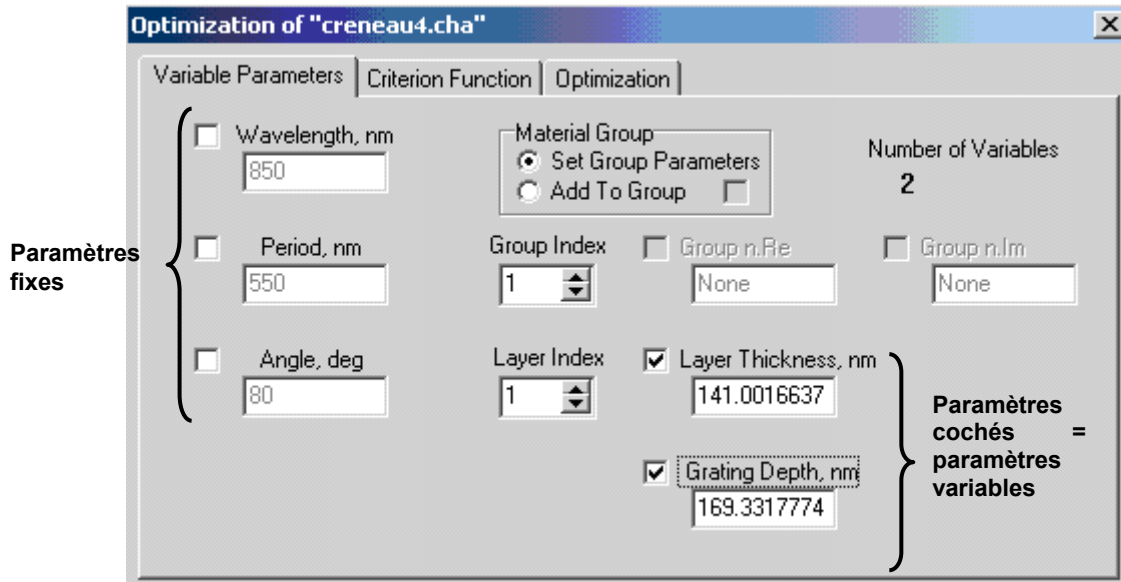 Optimization of "creneau4.cha"
Variable Parameters Criterion Function Optimization
Wavelength, nm
850
Material Group
Set Group Parameters
Add To Group
Number of Variables
2
Paramètres
fixes
Period, nm
550
Group Index
1
Group n.Re
None
Group n.Im
None
Angle, deg
80
Layer Index
1
Layer Thickness, nm
141.0016637
Grating Depth, nm
169.3317774
Paramètres
cochés =
paramètres
variables